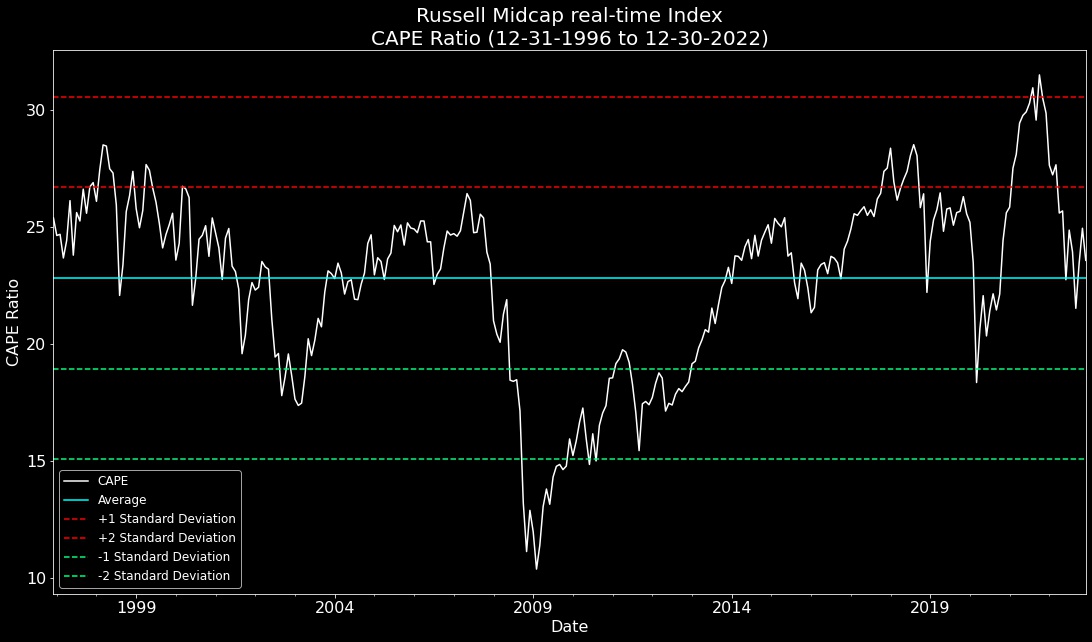 Russell Midcap real-time Index
CAPE Ratio (12-31-1996 to 12-30-2022)
CAPE Ratio
30
25
20
15
10
CAPE
Average
+1 Standard Deviation
+2 Standard Deviation
-1 Standard Deviation
-2 Standard Deviation
1999
2004
2009
2014
2019
Date